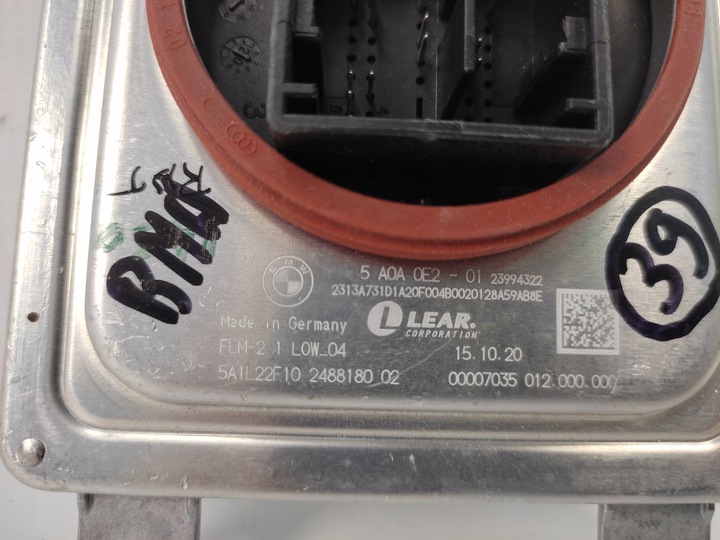 BMW
BMW
5 A0A 0E2 - 01 23994322
2313A731D1A20F004B0020128A59AB8E
39
Made in Germany
LEAR.
CORPORATION
FLM-2 1 LOW_04
15.10.20
5A1L22F10 2488180 02
00007035 012.000.000